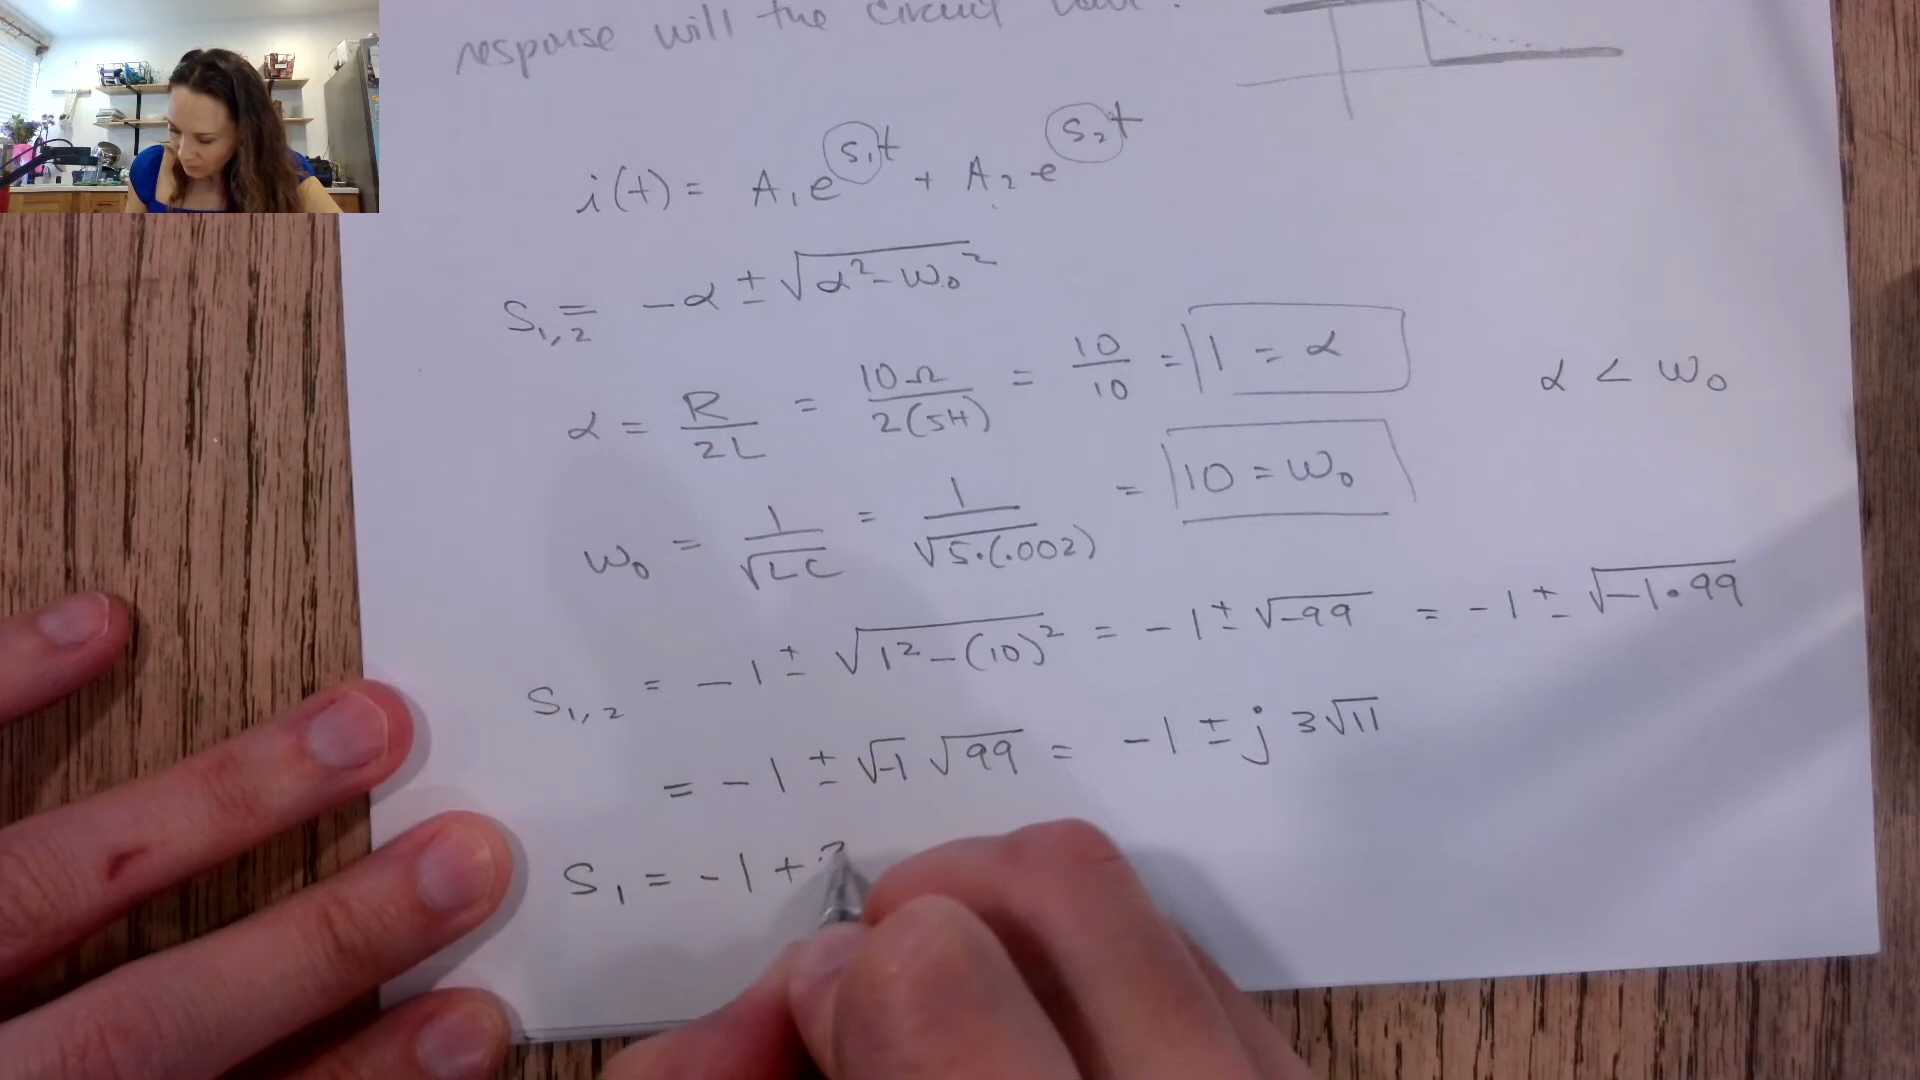 response will the circuit
i(t) = A₁e^(s₁t) + A₂e^(s₂t)
S₁,₂ = -α ± √(α² - ω₀²)
α = R/2L = 10Ω/2(5H) = 10/10 = 1 = α
α < ω₀
ω₀ = 1/√LC = 1/√5·(.002) = 10 = ω₀
S₁,₂ = -1 ± √(1² - (10)²) = -1 ± √-99 = -1 ± √-1·99
= -1 ± √-1 √99 = -1 ± j 3√11
S₁ = -1 +